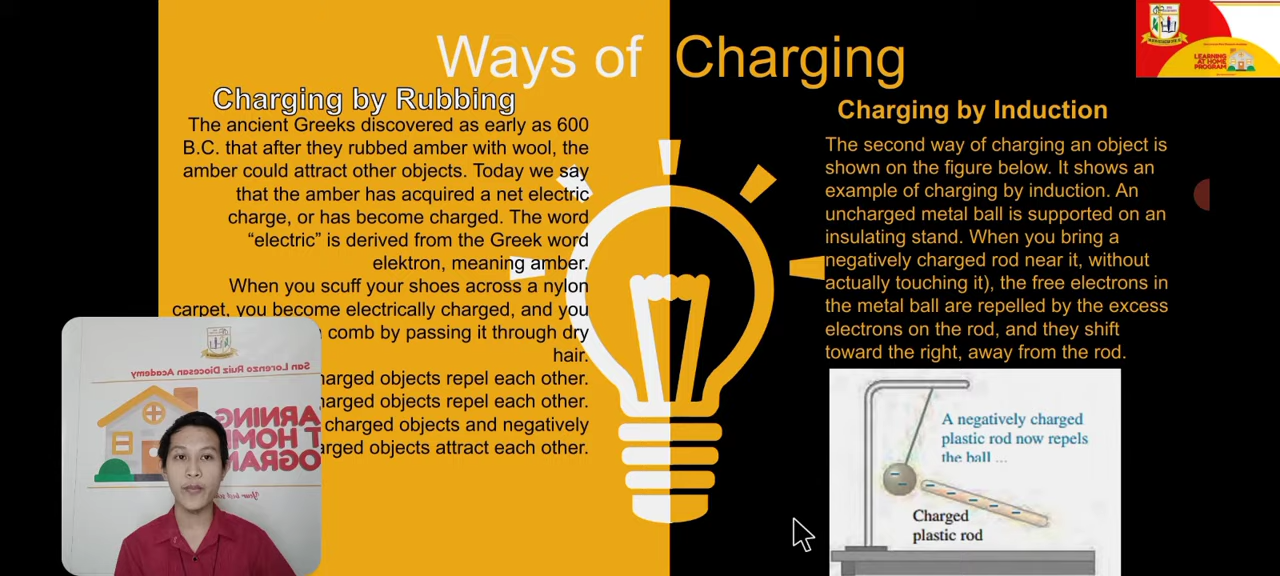 Ways of Charging
Charging by Rubbing
The ancient Greeks discovered as early as 600
B.C. that after they rubbed amber with wool, the
amber could attract other objects. Today we say
that the amber has acquired a net electric
charge, or has become charged. The word
“electric” is derived from the Greek word
elektron, meaning amber.
When you scuff your shoes across a nylon
carpet, you become electrically charged, and you
comb by passing it through dry
hair.
harged objects repel each other.
harged objects repel each other.
charged objects and negatively
arged objects attract each other.
Charging by Induction
The second way of charging an object is
shown on the figure below. It shows an
example of charging by induction. An
uncharged metal ball is supported on an
insulating stand. When you bring a
negatively charged rod near it, without
actually touching it), the free electrons in
the metal ball are repelled by the excess
electrons on the rod, and they shift
toward the right, away from the rod.
A negatively charged
plastic rod now repels
the ball ...
Charged
plastic rod
LEARNING
AT HOME
PROGRAM
San Lorenzo Ruiz Diocesan Academy
ARNING
T HOME
OGRAM